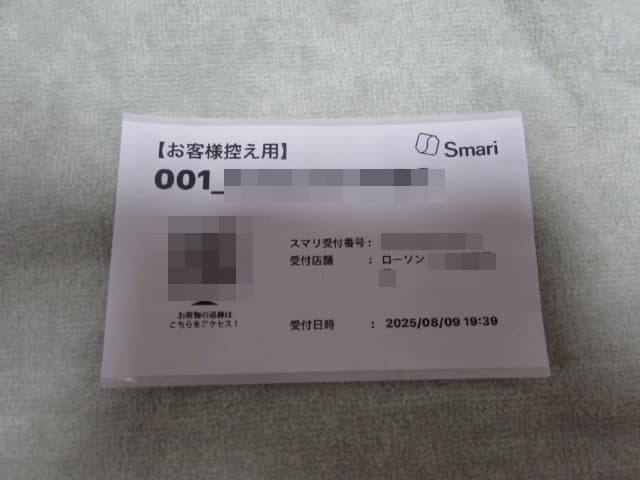 【お客様控え用】
Smari
001_
スマリ受付番号：
受付店舗 ： ローソン
お荷物の追跡は
こちらをアクセス！
受付日時 ： 2025/08/09 19:39